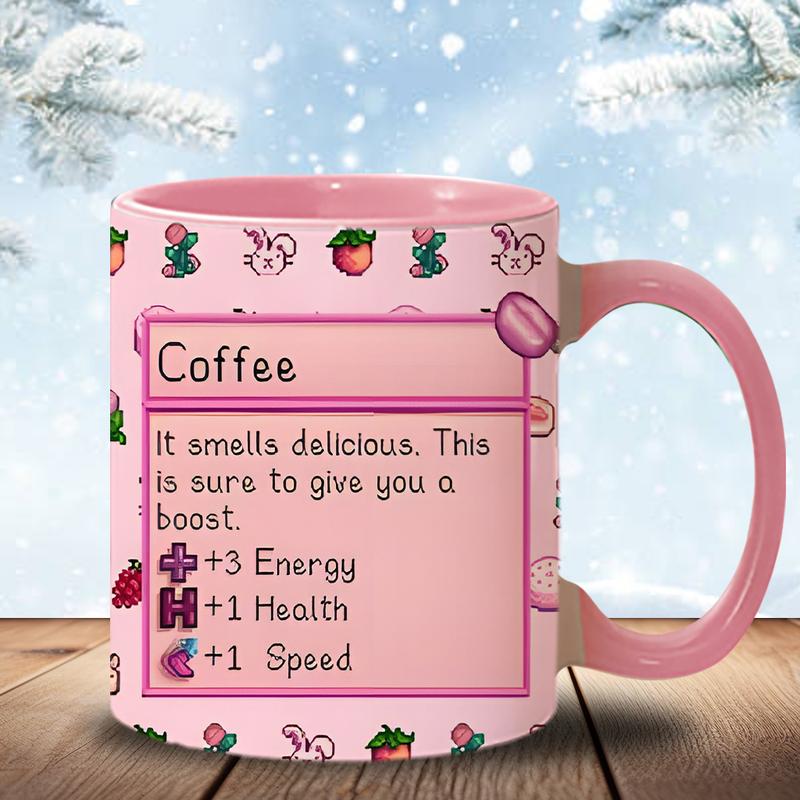 Coffee
It smells delicious. This
is sure to give you a
boost.
+3 Energy
+1 Health
+1 Speed